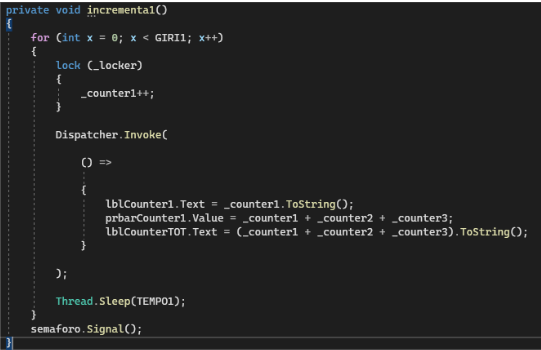 private void incrementa1()
{
for (int x = 0; x < GIRI1; x++)
{
lock (_locker)
{
_counter1++;
}
Dispatcher.Invoke(
() =>
{
lblCounter1.Text = _counter1.ToString();
prbarCounter1.Value = _counter1 + _counter2 + _counter3;
lblCounterTOT.Text = (_counter1 + _counter2 + _counter3).ToString();
}
);
Thread.Sleep(TEMPO1);
}
semaforo.Signal();
}